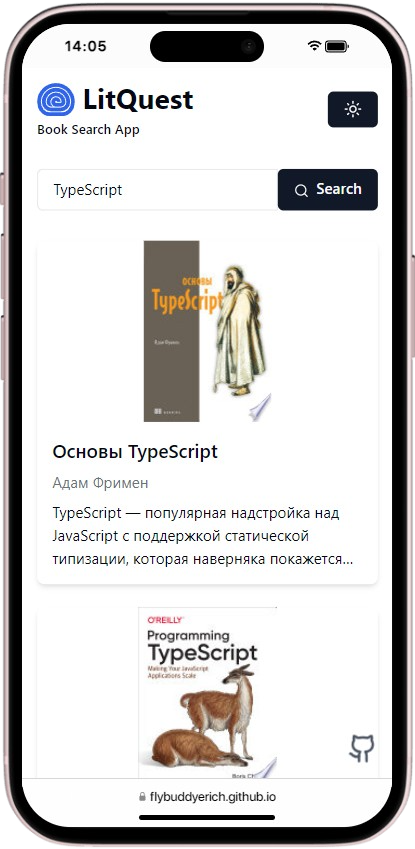 14:05
LitQuest
Book Search App
TypeScript
Search
основы
TypeScript
Адам Фримен
MANNING
Основы TypeScript
Адам Фримен
TypeScript — популярная надстройка над
JavaScript с поддержкой статической
типизации, которая наверняка покажется...
O'REILLY
Programming
TypeScript
Making Your JavaScript
Applications Scale
Boris Ch
flybuddyerich.github.io